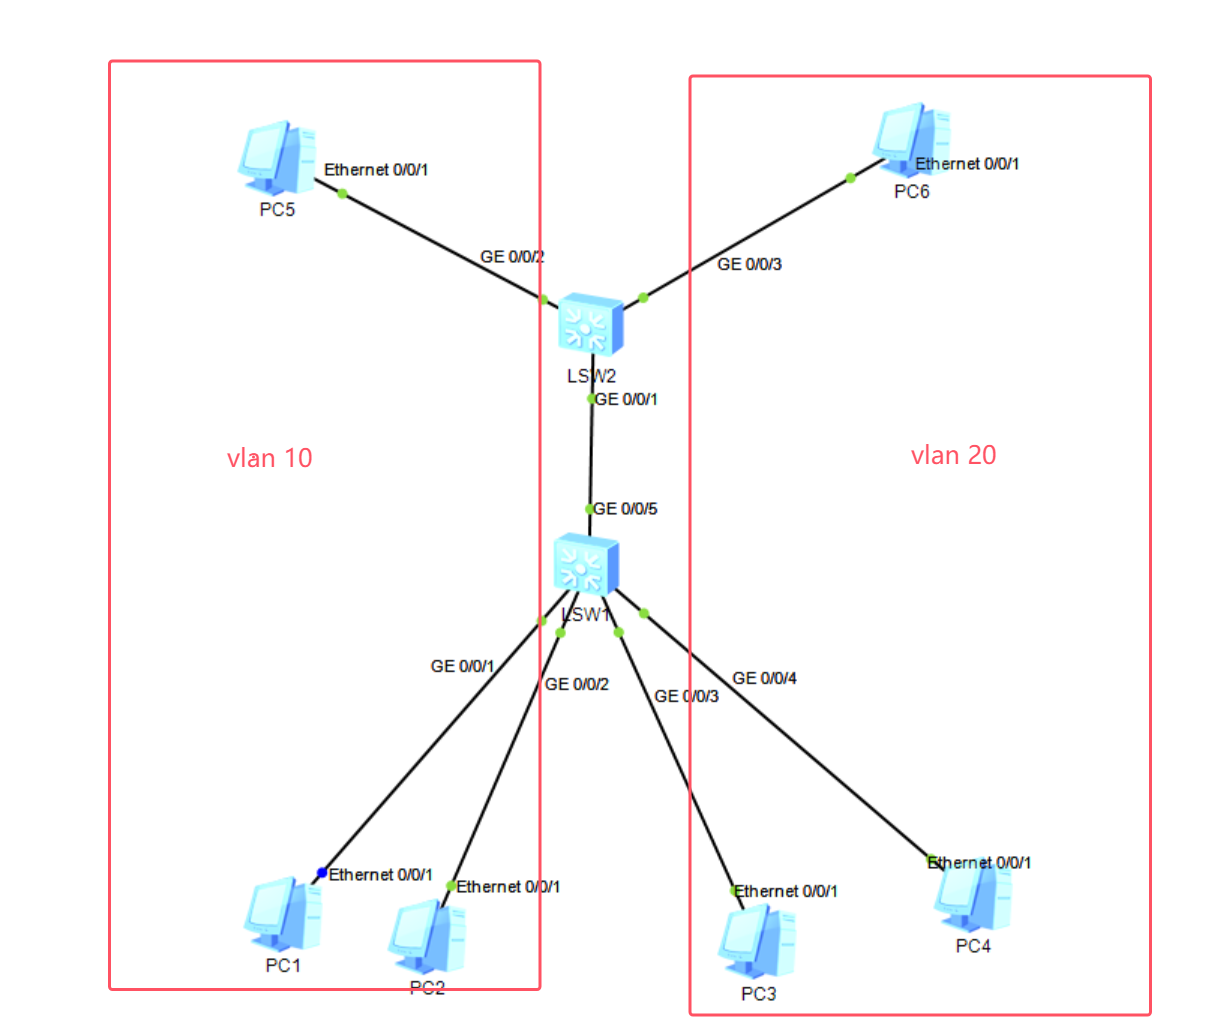 Ethernet 0/0/1
PC5
Ethernet 0/0/1
PC6
GE 0/0/2
GE 0/0/3
LSW2
GE 0/0/1
vlan 10
vlan 20
GE 0/0/5
LSW1
GE 0/0/1
GE 0/0/2
GE 0/0/3
GE 0/0/4
Ethernet 0/0/1
Ethernet 0/0/1
Ethernet 0/0/1
Ethernet 0/0/1
PC1
PC2
PC3
PC4